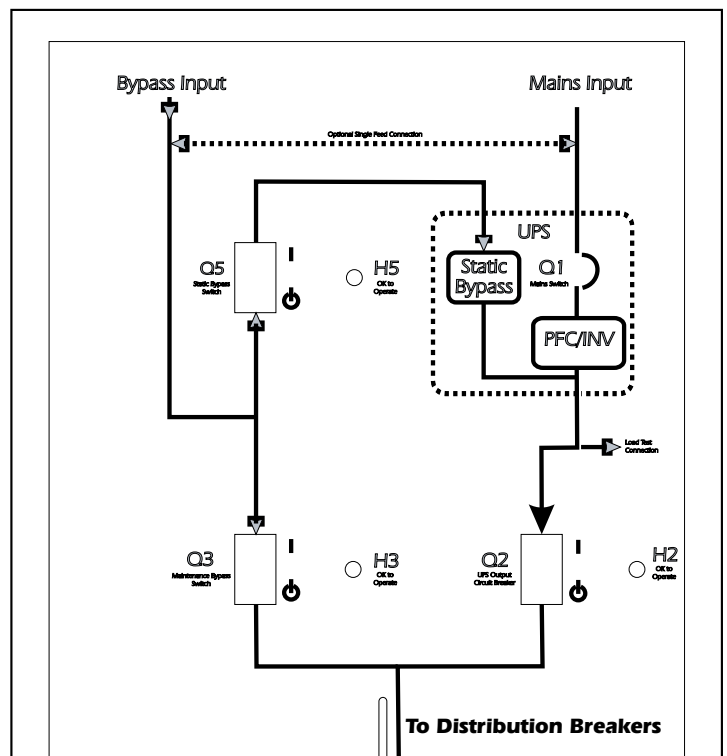 Bypass Input
Mains Input
Optional Single Feed Connection
UPS
Q5
Static Bypass
Switch
H5
OK to
Operate
Static
Bypass
Q1
Mains Switch
PFC/INV
Load Test
Connection
Q3
Maintenance Bypass
Switch
H3
OK to
Operate
Q2
UPS Output
Circuit Breaker
H2
OK to
Operate
To Distribution Breakers